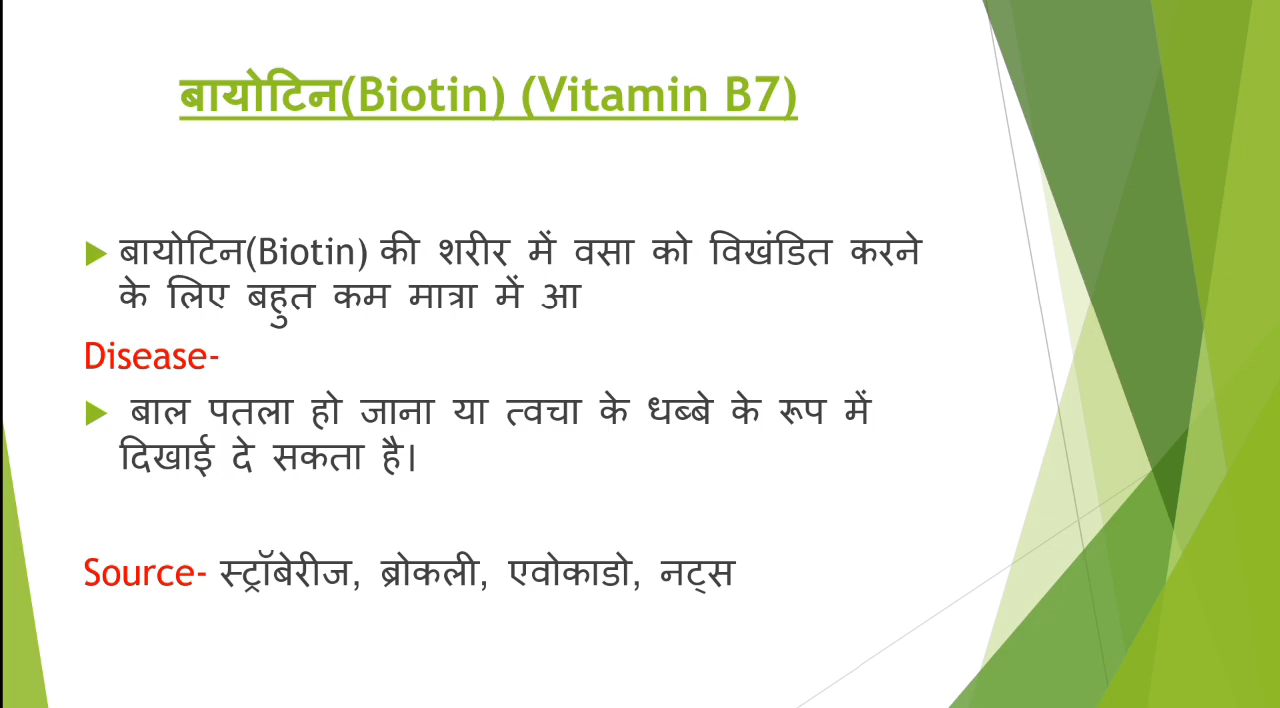 बायोटिन(Biotin) (Vitamin B7)
बायोटिन(Biotin) की शरीर में वसा को विखंडित करने
के लिए बहुत कम मात्रा में आ
Disease-
बाल पतला हो जाना या त्वचा के धब्बे के रूप में
दिखाई दे सकता है।
Source- स्ट्रॉबेरीज, ब्रोकली, एवोकाडो, नट्स